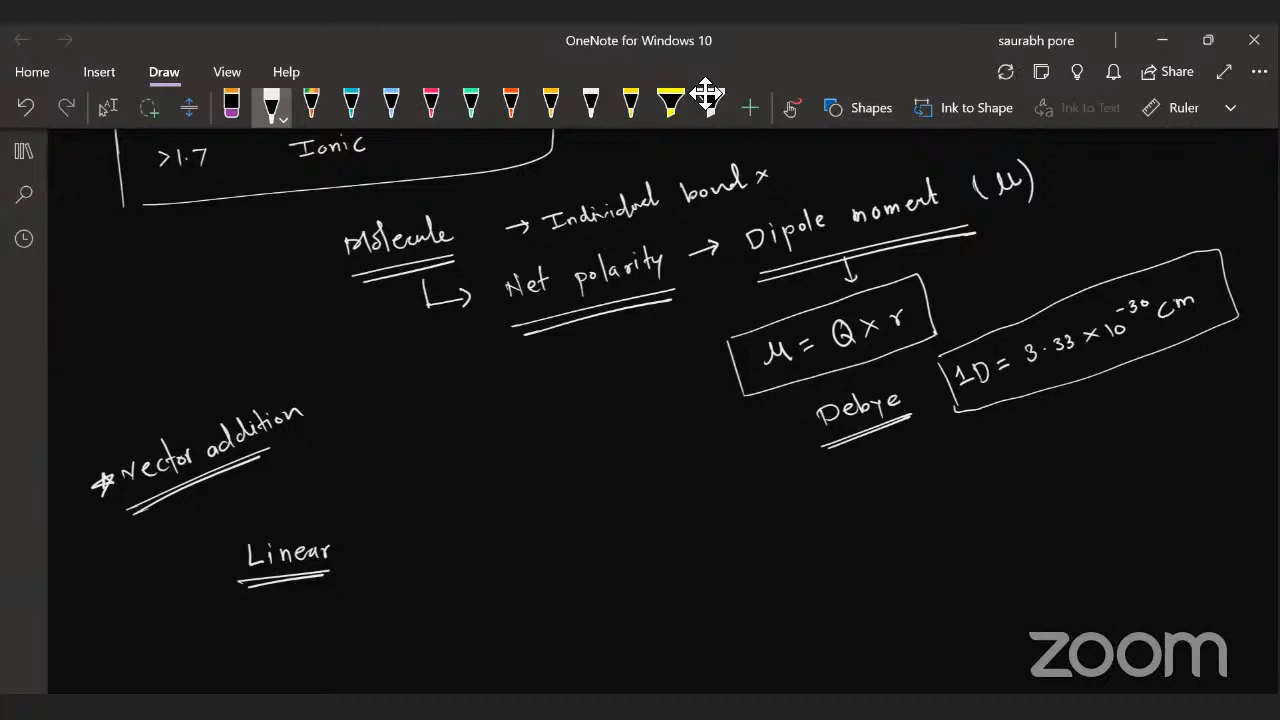 OneNote for Windows 10
saurabh pore
Home Insert Draw View Help
Share
Shapes Ink to Shape Ink to Text Ruler
>1.7 Ionic
Molecule → Individual bond ×
↳ Net polarity → Dipole moment (μ)
↓
μ = Q × r
Debye
1D = 3.33 × 10⁻³⁰ cm
* Vector addition
Linear
zoom